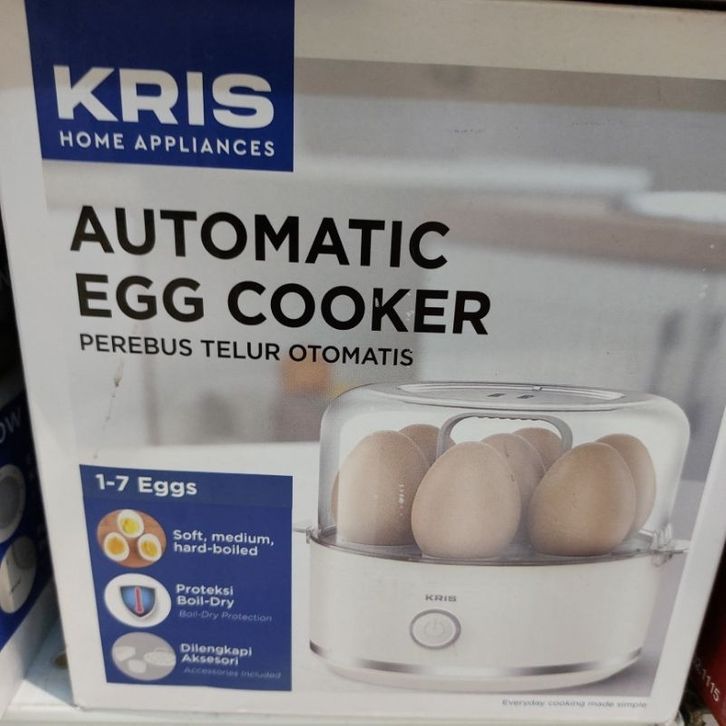 KRIS
HOME APPLIANCES
AUTOMATIC
EGG COOKER
PEREBUS TELUR OTOMATIS
1-7 Eggs
Soft, medium,
hard-boiled
Proteksi
Boil-Dry
Boil-Dry Protection
Dilengkapi
Aksesori
Accessories Included
KRIS
Everyday cooking made simple